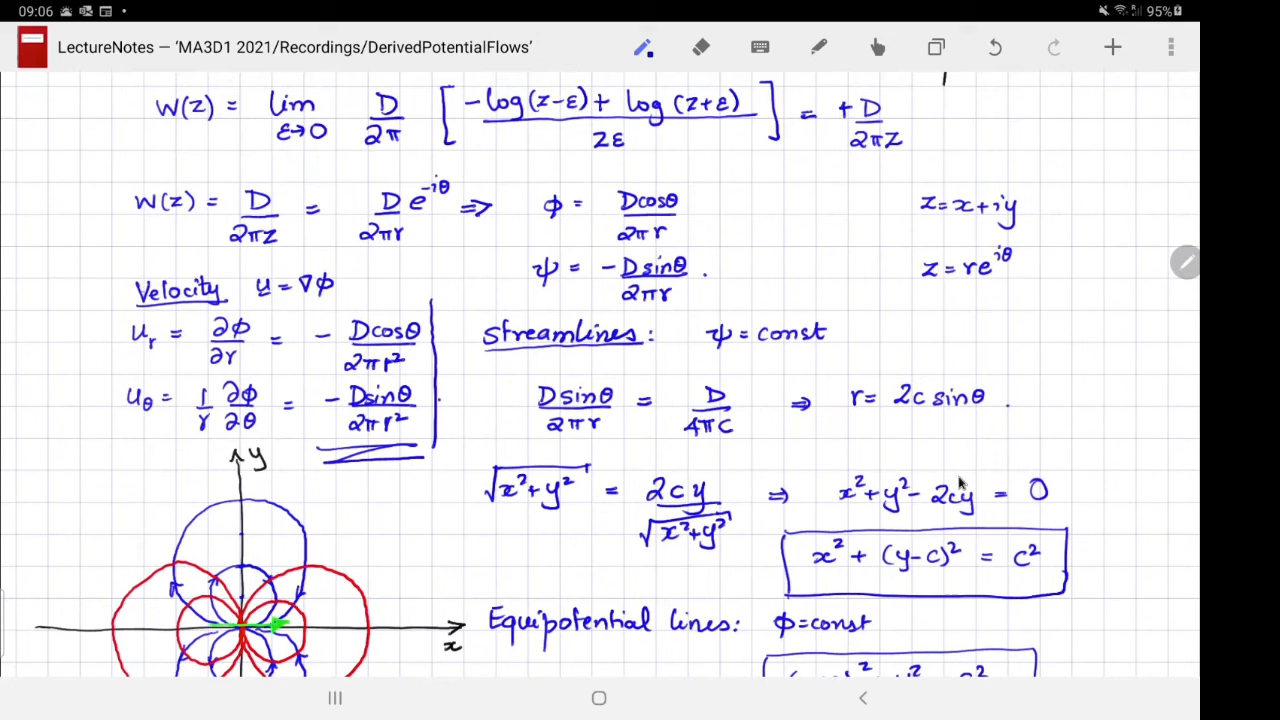 09:06 95%
LectureNotes — ‘MA3D1 2021/Recordings/DerivedPotentialFlows’
W(z) = lim ε→0 D/2π [ (-log(z-ε) + log(z+ε))/2ε ] = +D/2πz
W(z) = D/2πz = D/2πr e^{-iθ} ⇒ φ = Dcosθ/2πr z = x+iy
ψ = -Dsinθ/2πr . z = re^{iθ}
Velocity u = ∇φ
u_r = ∂φ/∂r = - Dcosθ/2πr² Streamlines : ψ = const
u_θ = 1/r ∂φ/∂θ = - Dsinθ/2πr² . Dsinθ/2πr = D/4πc ⇒ r = 2c sinθ .
y
√(x²+y²) = 2cy/√(x²+y²) ⇒ x²+y²- 2cy = 0
x² + (y-c)² = c²
Equipotential lines: φ=const
x